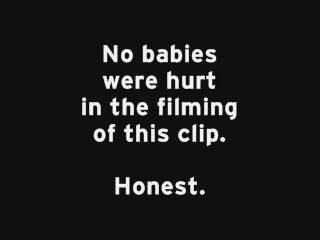 No babies
were hurt
in the filming
of this clip.
Honest.